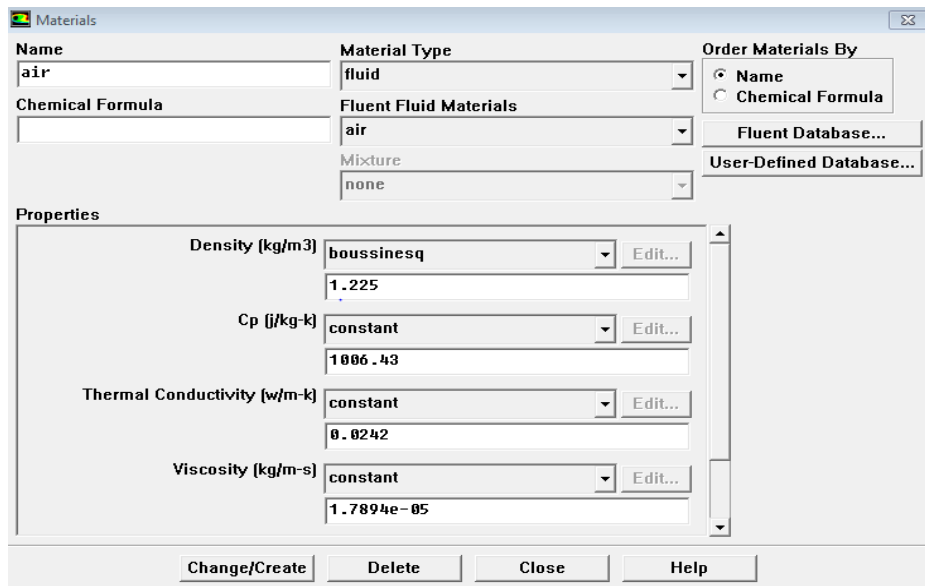 Materials
Name
air
Chemical Formula
Material Type
fluid
Fluent Fluid Materials
air
Mixture
none
Order Materials By
Name
Chemical Formula
Fluent Database...
User-Defined Database...
Properties
Density (kg/m3) boussinesq Edit...
1.225
Cp (j/kg-k) constant Edit...
1006.43
Thermal Conductivity (w/m-k) constant Edit...
0.0242
Viscosity (kg/m-s) constant Edit...
1.7894e-05
Change/Create Delete Close Help